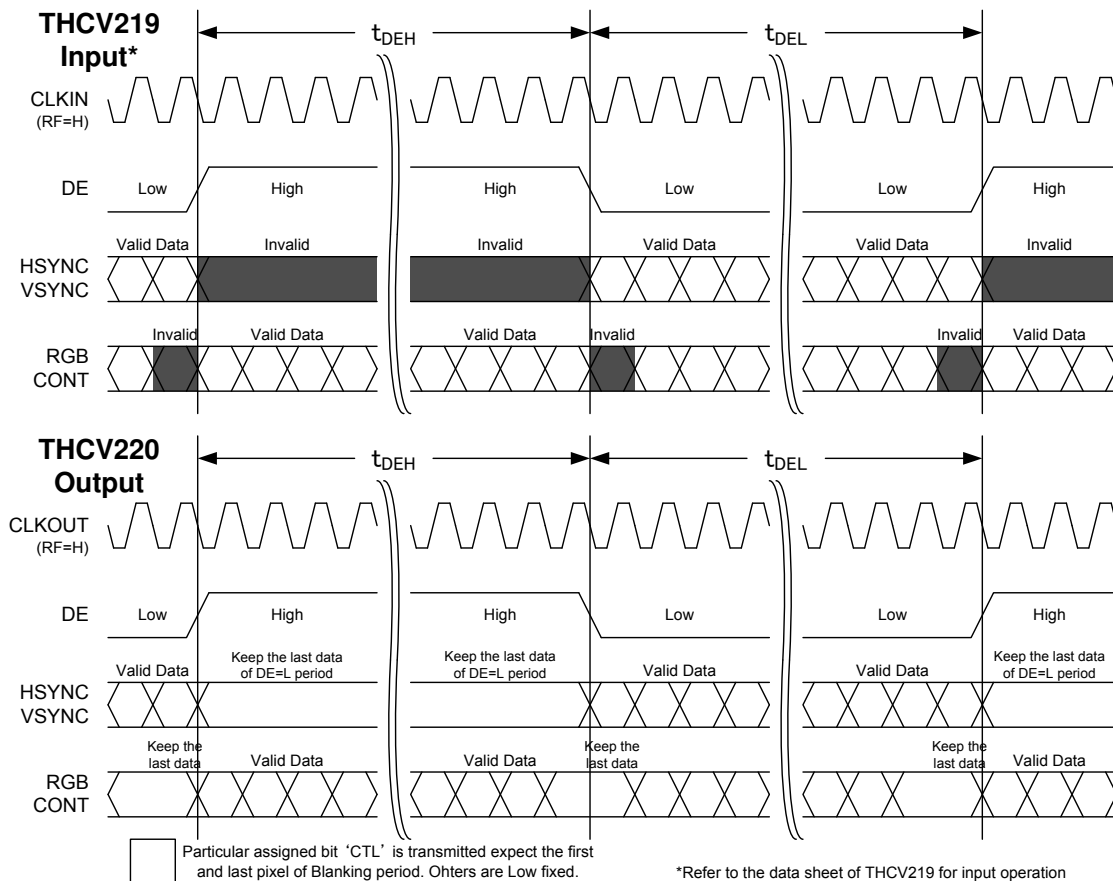 THCV219
Input*
tDEH
tDEL
CLKIN
(RF=H)
DE
Low
High
High
Low
Low
High
Valid Data
Invalid
Invalid
Valid Data
Valid Data
Invalid
HSYNC
VSYNC
Invalid
Valid Data
Valid Data
Invalid
Invalid
Valid Data
RGB
CONT
THCV220
Output
tDEH
tDEL
CLKOUT
(RF=H)
DE
Low
High
High
Low
Low
High
Valid Data
Keep the last data
of DE=L period
Keep the last data
of DE=L period
Valid Data
Valid Data
Keep the last data
of DE=L period
HSYNC
VSYNC
Keep the
last data
Valid Data
Valid Data
Keep the
last data
Keep the
last data
Valid Data
RGB
CONT
Particular assigned bit ‘CTL’ is transmitted expect the first
and last pixel of Blanking period. Ohters are Low fixed.
*Refer to the data sheet of THCV219 for input operation